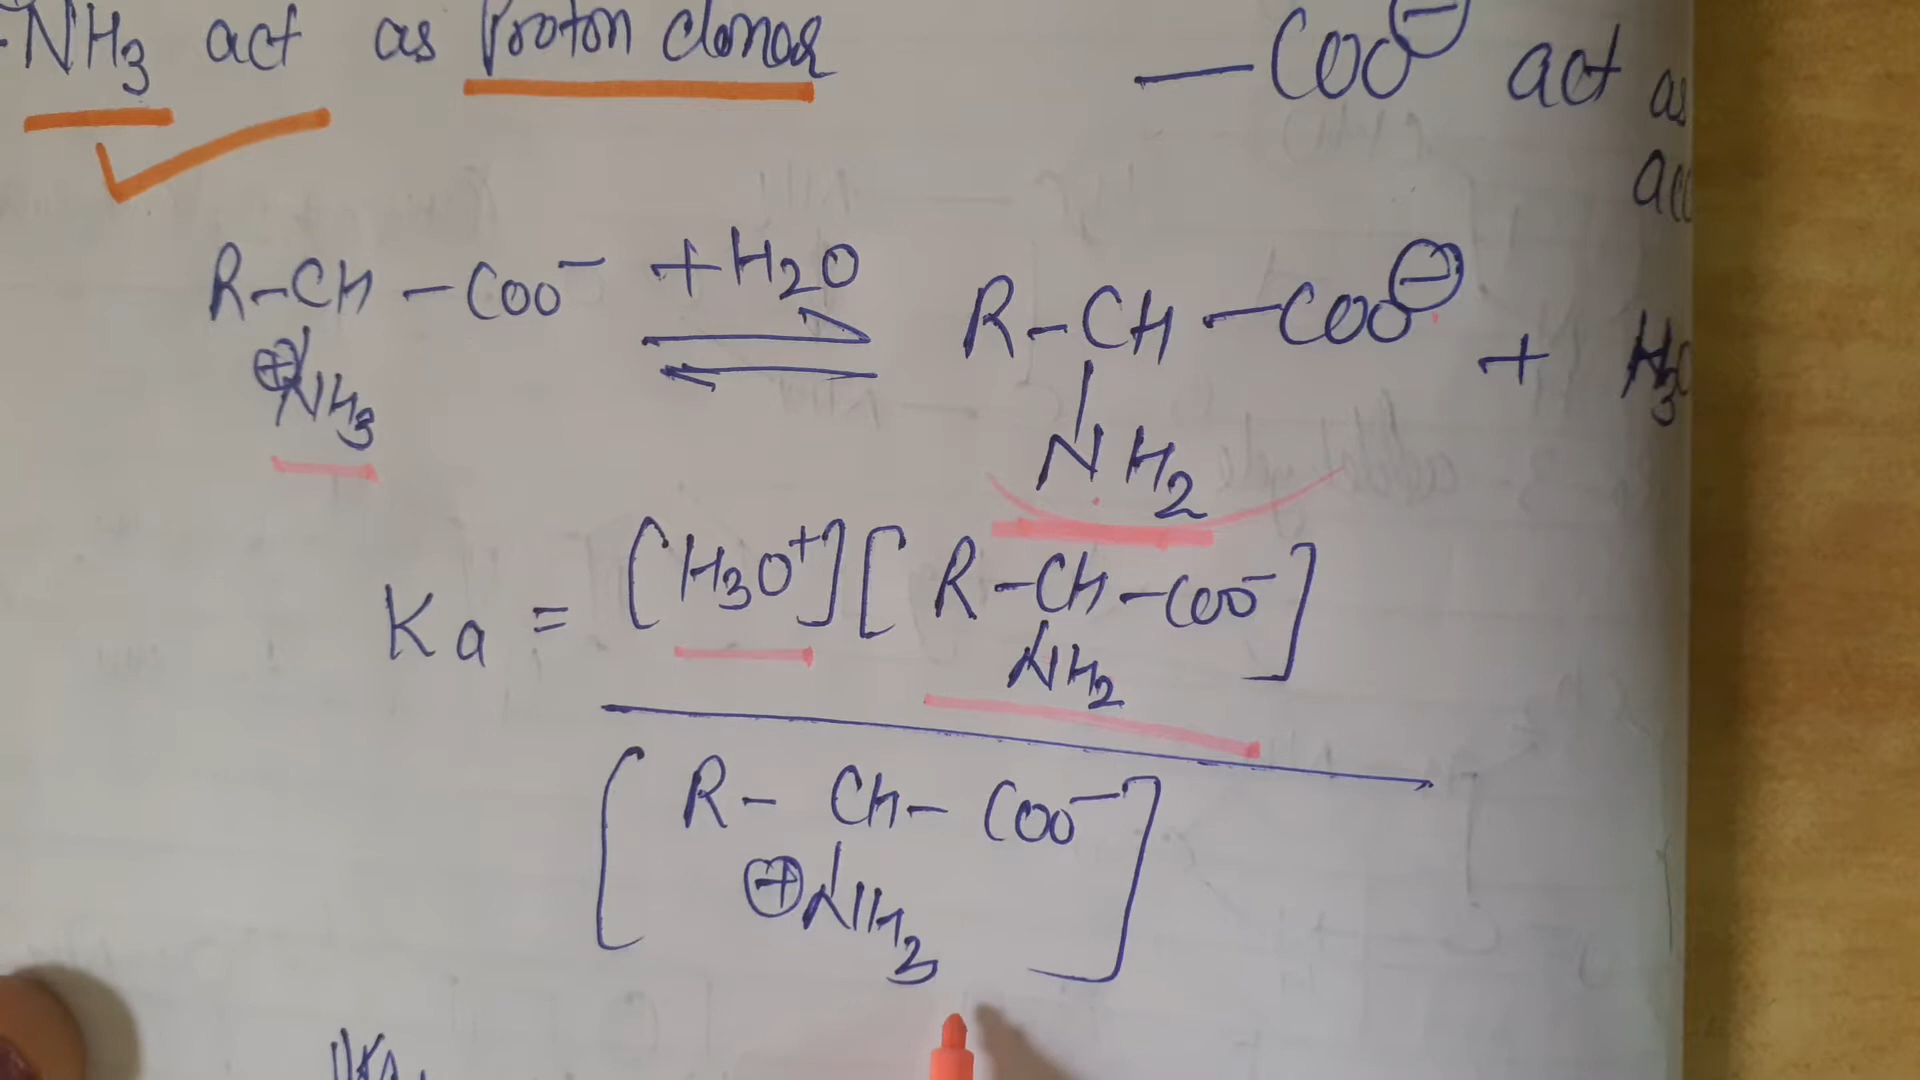 -NH3 act as Proton donor
—COO⊖ act as
R-CH-COO⁻ +H2O ⇌ R-CH-COO⊖ + H3O
⊕NH3 NH2
Ka = [H3O⁺][R-CH-COO⁻]
NH2
[R-CH-COO⁻]
⊕NH3